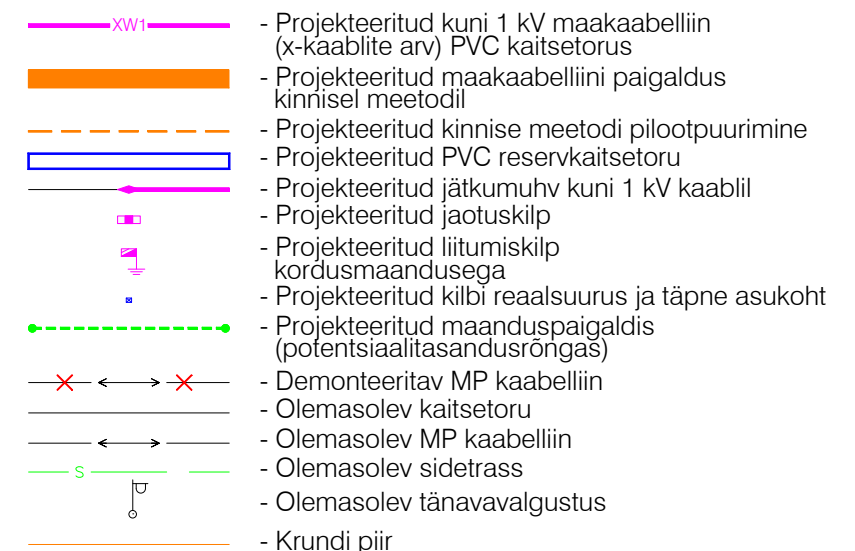 XW1 - Projekteeritud kuni 1 kV maakaabelliin
(x-kaablite arv) PVC kaitsetorus
- Projekteeritud maakaabelliini paigaldus
kinnisel meetodil
- Projekteeritud kinnise meetodi pilootpuurimine
- Projekteeritud PVC reservkaitsetoru
- Projekteeritud jätkumuhv kuni 1 kV kaablil
- Projekteeritud jaotuskilp
- Projekteeritud liitumiskilp
kordusmaandusega
- Projekteeritud kilbi reaalsuurus ja täpne asukoht
- Projekteeritud maanduspaigaldis
(potentsiaalitasandusrõngas)
- Demonteeritav MP kaabelliin
- Olemasolev kaitsetoru
- Olemasolev MP kaabelliin
S - Olemasolev sidetrass
- Olemasolev tänavavalgustus
- Krundi piir